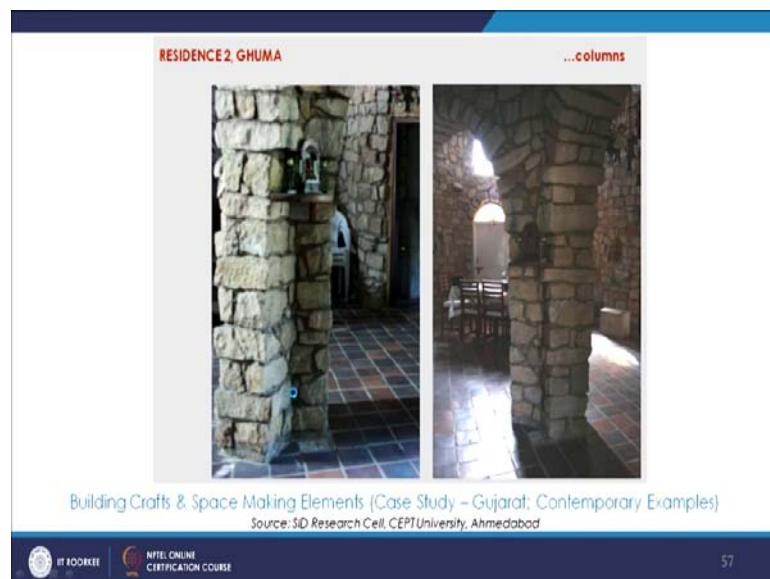 RESIDENCE 2, GHUMA
...columns
Building Crafts & Space Making Elements (Case Study – Gujarat; Contemporary Examples)
Source: SID Research Cell, CEPT University, Ahmedabad
IIT ROORKEE
NPTEL ONLINE
CERTIFICATION COURSE
57